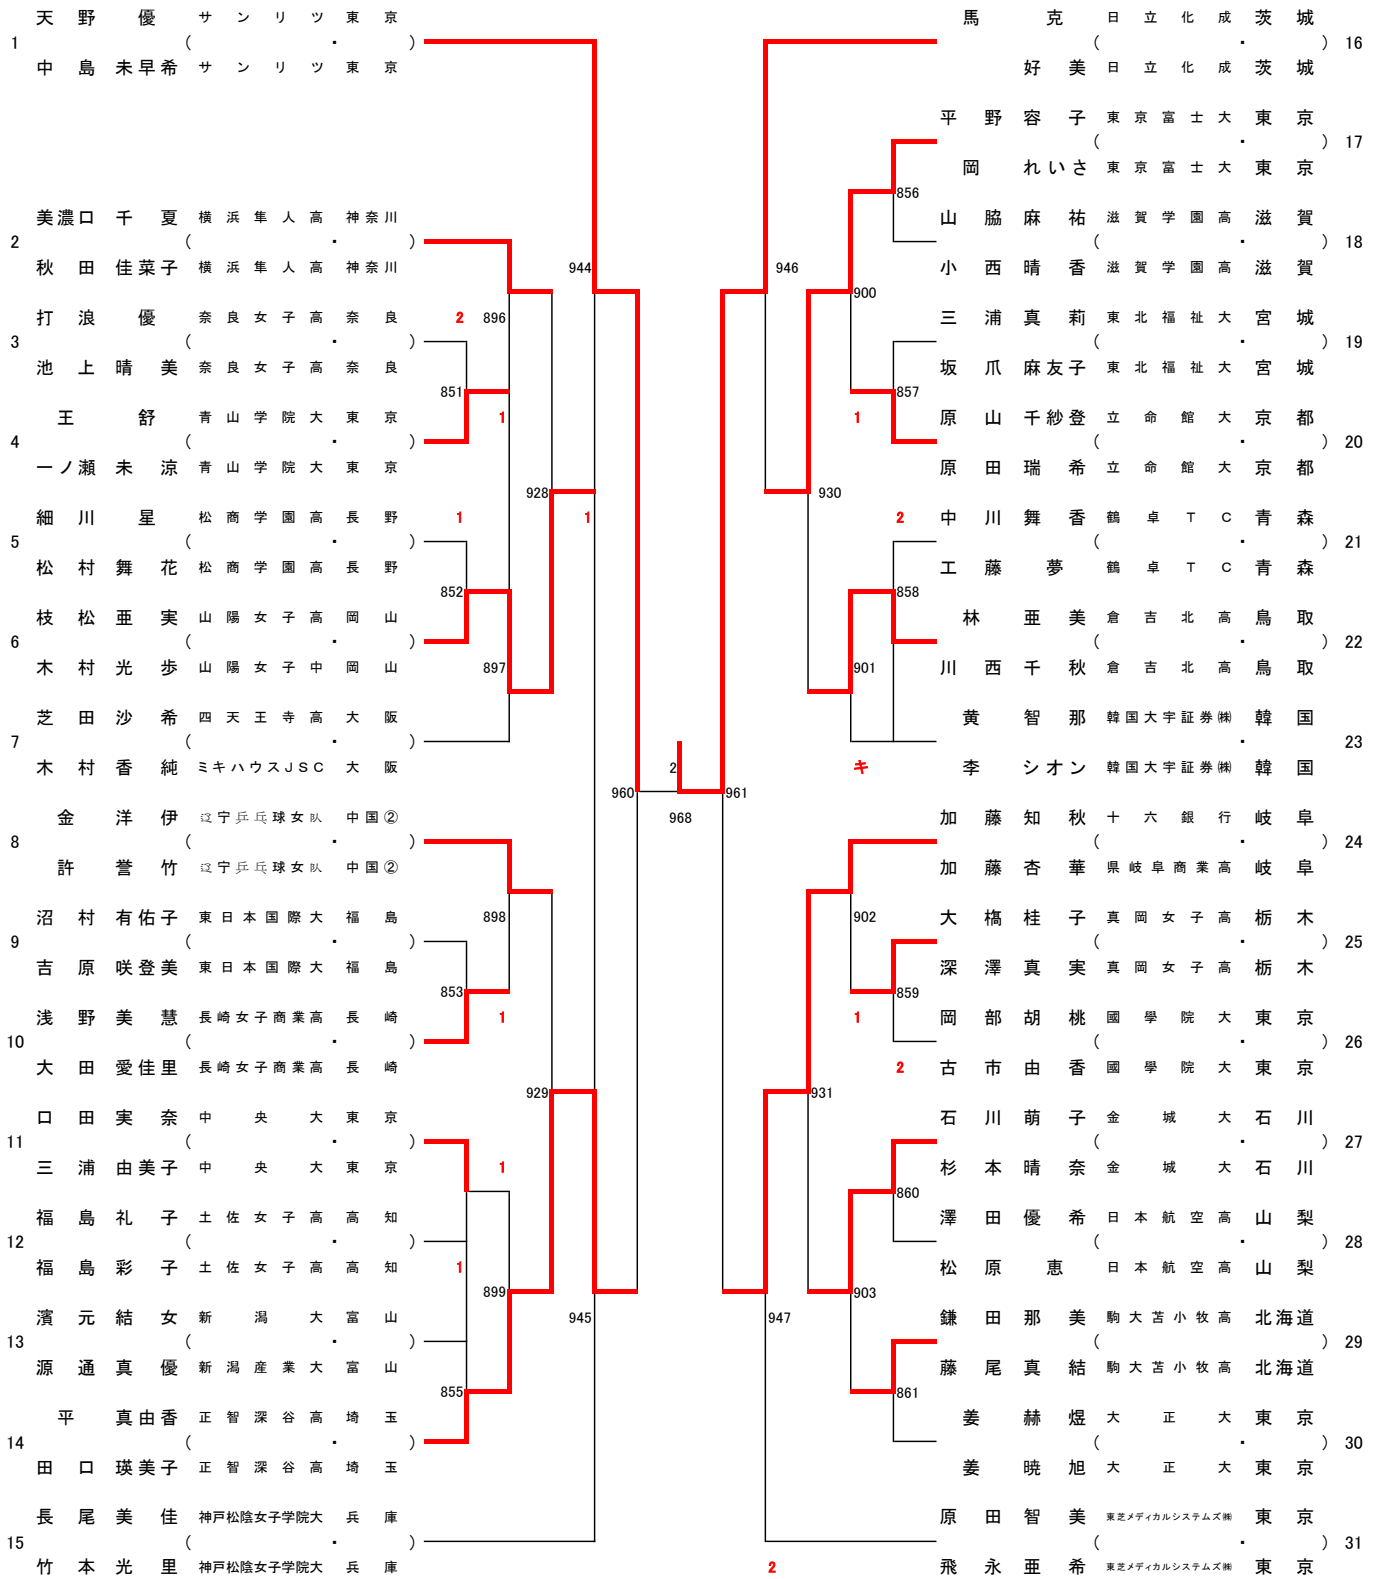 天野優 サンリツ 東京
1 ( ・ )
中島未早希 サンリツ 東京
美濃口千夏 横浜隼人高 神奈川
2 ( ・ )
秋田佳菜子 横浜隼人高 神奈川
944
打浪優 奈良女子高 奈良 2 896
3 ( ・ )
池上晴美 奈良女子高 奈良
851
王舒 青山学院大 東京 1
4 ( ・ )
一ノ瀬未涼 青山学院大 東京
928
細川星 松商学園高 長野 1 1
5 ( ・ )
松村舞花 松商学園高 長野
852
枝松亜実 山陽女子高 岡山
6 ( ・ )
木村光歩 山陽女子中 岡山 897
芝田沙希 四天王寺高 大阪
7 ( ・ )
木村香純 ミキハウスJSC 大阪
2
960 961
968
金洋伊 辽宁乒乓球女队 中国②
8 ( ・ )
許誉竹 辽宁乒乓球女队 中国②
沼村有佑子 東日本国際大 福島 898
9 ( ・ )
吉原咲登美 東日本国際大 福島
853
浅野美慧 長崎女子商業高 長崎 1
10 ( ・ )
大田愛佳里 長崎女子商業高 長崎
929
口田実奈 中央大 東京
11 ( ・ )
三浦由美子 中央大 東京 1
福島礼子 土佐女子高 高知
12 ( ・ )
福島彩子 土佐女子高 高知 1
899
濱元結女 新潟大 富山 945
13 ( ・ )
源通真優 新潟産業大 富山
855
平真由香 正智深谷高 埼玉
14 ( ・ )
田口瑛美子 正智深谷高 埼玉
長尾美佳 神戸松陰女子学院大 兵庫
15 ( ・ )
竹本光里 神戸松陰女子学院大 兵庫
馬克 日立化成 茨城
( ・ ) 16
好美 日立化成 茨城
平野容子 東京富士大 東京
( ・ ) 17
岡れいさ 東京富士大 東京
856
山脇麻祐 滋賀学園高 滋賀
( ・ ) 18
946 小西晴香 滋賀学園高 滋賀
900
三浦真莉 東北福祉大 宮城
( ・ ) 19
坂爪麻友子 東北福祉大 宮城
857
1 原山千紗登 立命館大 京都
( ・ ) 20
原田瑞希 立命館大 京都
930
2 中川舞香 鶴卓TC 青森
( ・ ) 21
工藤夢 鶴卓TC 青森
858
林亜美 倉吉北高 鳥取
( ・ ) 22
901 川西千秋 倉吉北高 鳥取
黄智那 韓国大宇証券㈱ 韓国
・ 23
キ 李シオン 韓国大宇証券㈱ 韓国
加藤知秋 十六銀行 岐阜
( ・ ) 24
加藤杏華 県岐阜商業高 岐阜
902 大橋桂子 真岡女子高 栃木
( ・ ) 25
深澤真実 真岡女子高 栃木
859
1 岡部胡桃 國學院大 東京
( ・ ) 26
2 古市由香 國學院大 東京
931
石川萌子 金城大 石川
( ・ ) 27
杉本晴奈 金城大 石川
860
澤田優希 日本航空高 山梨
( ・ ) 28
松原恵 日本航空高 山梨
903
947 鎌田那美 駒大苫小牧高 北海道
( ) 29
藤尾真結 駒大苫小牧高 北海道
861
姜赫煜 大正大 東京
( ・ ) 30
姜暁旭 大正大 東京
原田智美 東芝メディカルシステムズ㈱ 東京
( ・ ) 31
2 飛永亜希 東芝メディカルシステムズ㈱ 東京